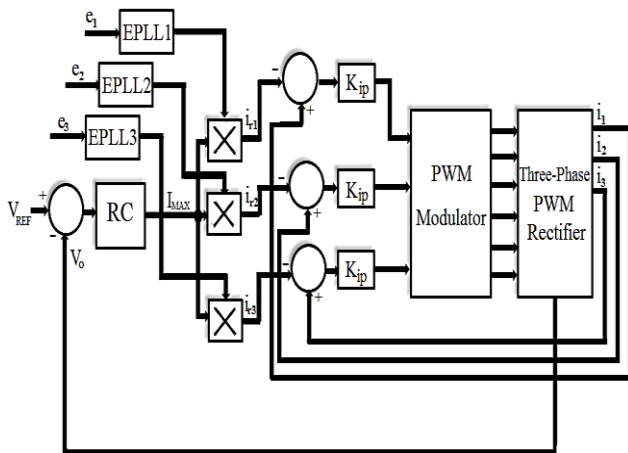 e1
EPLL1
e2
EPLL2
e3
EPLL3
VREF
+
-
Vo
RC
IMAX
ir1
ir2
ir3
-
+
Kip
-
+
Kip
-
+
Kip
PWM
Modulator
Three-Phase
PWM
Rectifier
i1
i2
i3